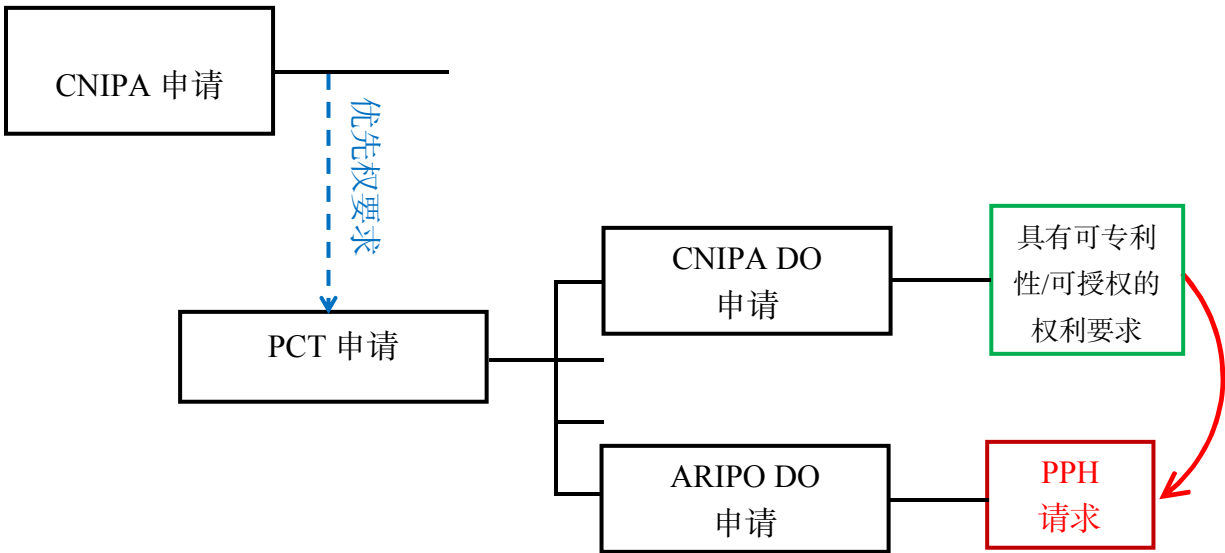 CNIPA 申请
优先权要求
PCT 申请
CNIPA DO
申请
具有可专利
性/可授权的
权利要求
ARIPO DO
申请
PPH
请求